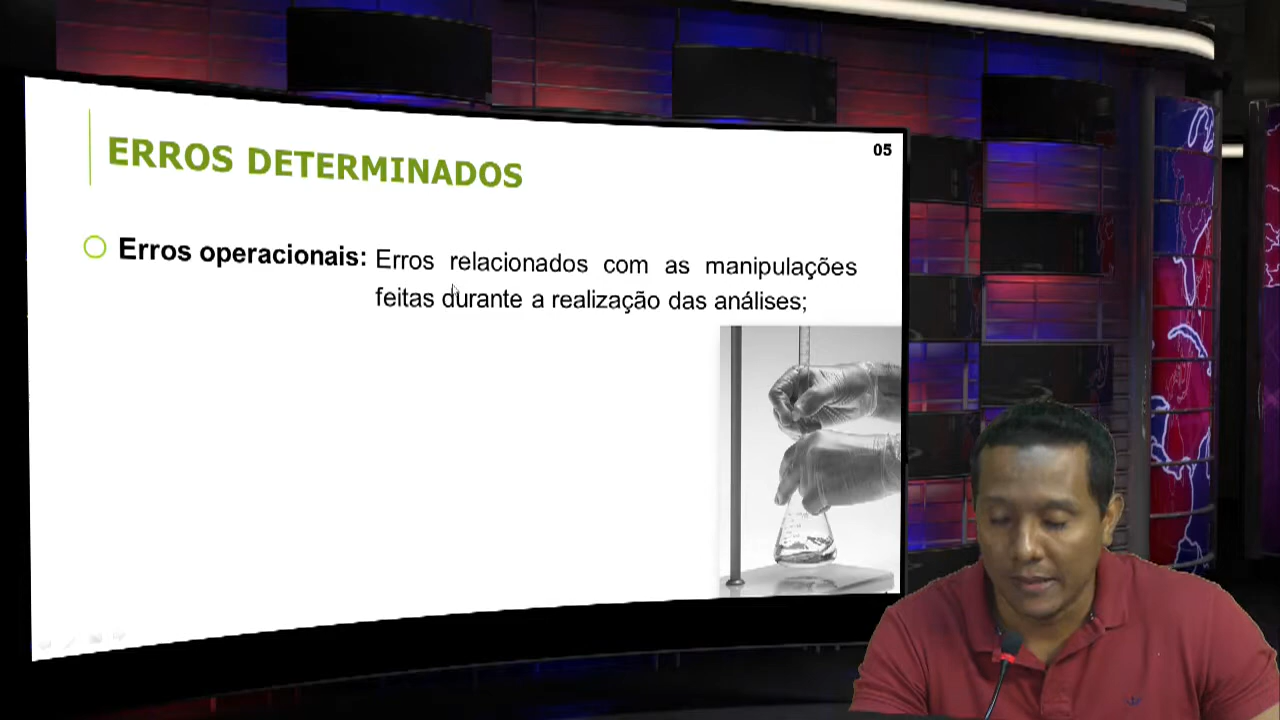 05
ERROS DETERMINADOS
Erros operacionais: Erros relacionados com as manipulações
feitas durante a realização das análises;